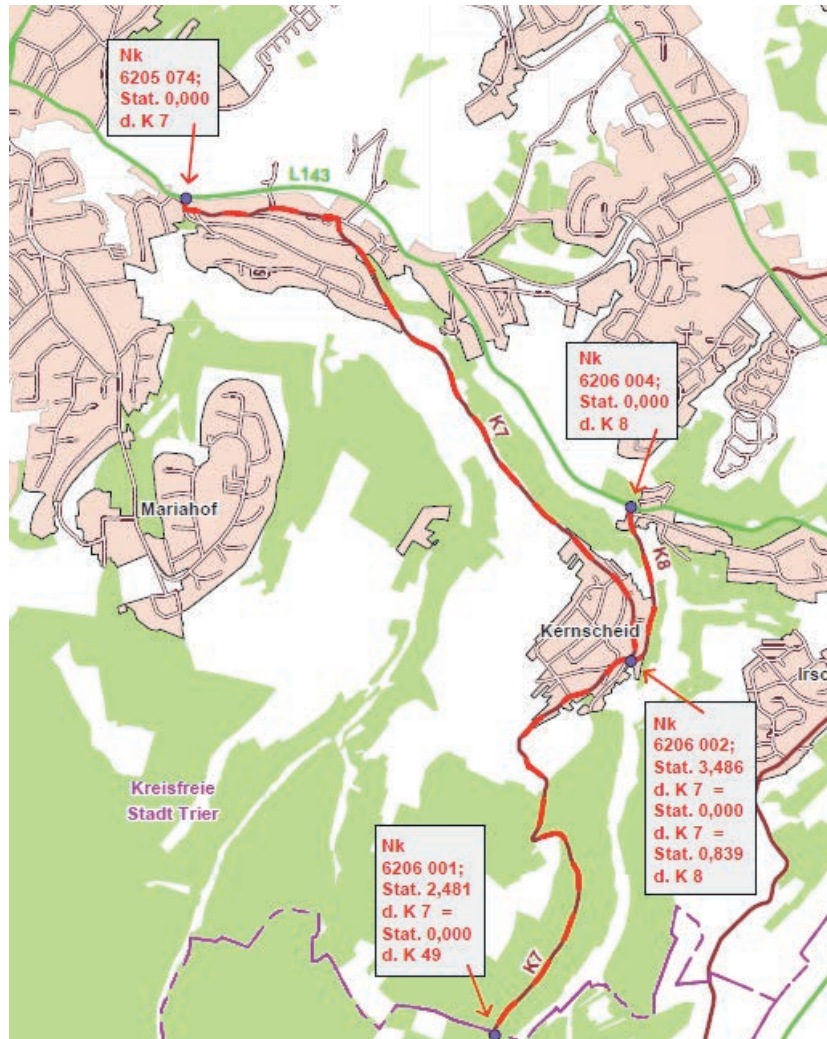 Nk
6205 074;
Stat. 0,000
d. K 7
L143
Nk
6206 004;
Stat. 0,000
d. K 8
K7
Mariahof
K8
Kernscheid
Irsc
Nk
6206 002;
Stat. 3,486
d. K 7 =
Stat. 0,000
d. K 7 =
Stat. 0,839
d. K 8
Kreisfreie
Stadt Trier
Nk
6206 001;
Stat. 2,481
d. K 7 =
Stat. 0,000
d. K 49
K7